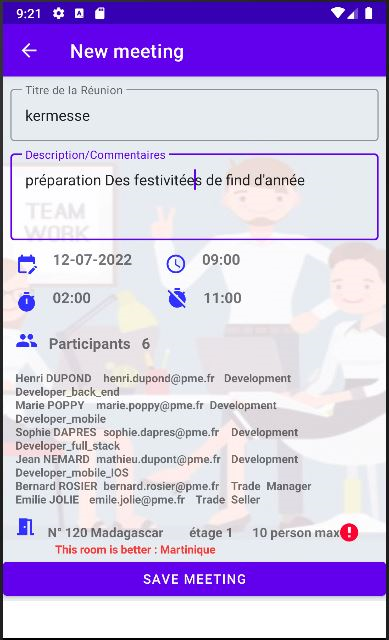 9:21
New meeting
Titre de la Réunion
kermesse
Description/Commentaires
préparation Des festivitées de find d'année
TEAM
WORK
12-07-2022 09:00
02:00 11:00
Participants 6
Henri DUPOND henri.dupond@pme.fr Development
Developer_back_end
Marie POPPY marie.poppy@pme.fr Development
Developer_mobile
Sophie DAPRES sophie.dapres@pme.fr Development
Developer_full_stack
Jean NEMARD mathieu.dupont@pme.fr Development
Developer_mobile_IOS
Bernard ROSIER bernard.rosier@pme.fr Trade Manager
Emilie JOLIE emilie.jolie@pme.fr Trade Seller
N° 120 Madagascar étage 1 10 person max
This room is better : Martinique
SAVE MEETING